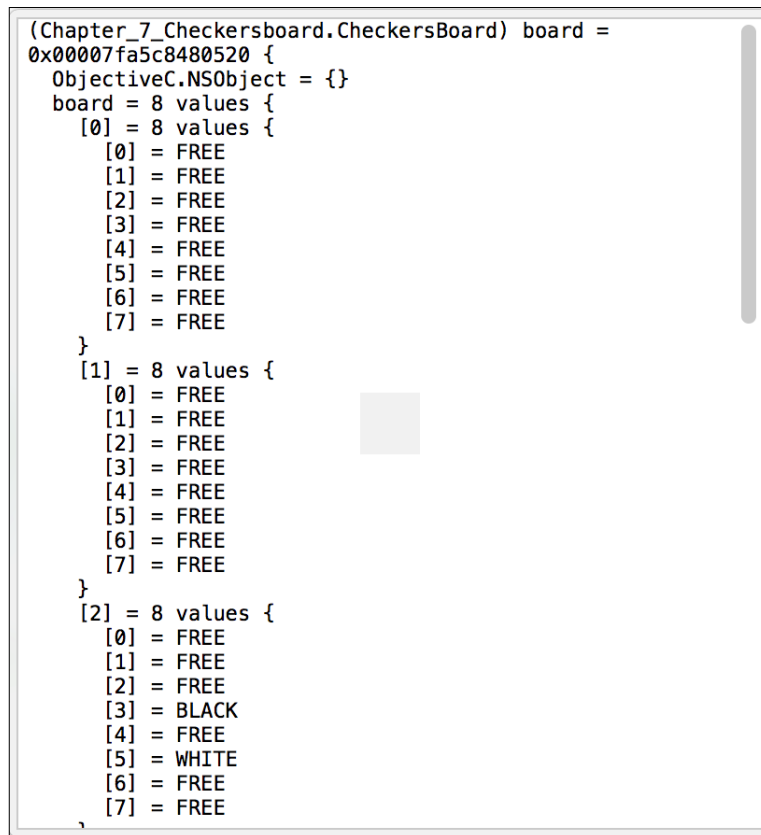 (Chapter_7_Checkersboard.CheckersBoard) board =
0x00007fa5c8480520 {
  ObjectiveC.NSObject = {}
  board = 8 values {
    [0] = 8 values {
      [0] = FREE
      [1] = FREE
      [2] = FREE
      [3] = FREE
      [4] = FREE
      [5] = FREE
      [6] = FREE
      [7] = FREE
    }
    [1] = 8 values {
      [0] = FREE
      [1] = FREE
      [2] = FREE
      [3] = FREE
      [4] = FREE
      [5] = FREE
      [6] = FREE
      [7] = FREE
    }
    [2] = 8 values {
      [0] = FREE
      [1] = FREE
      [2] = FREE
      [3] = BLACK
      [4] = FREE
      [5] = WHITE
      [6] = FREE
      [7] = FREE
    }